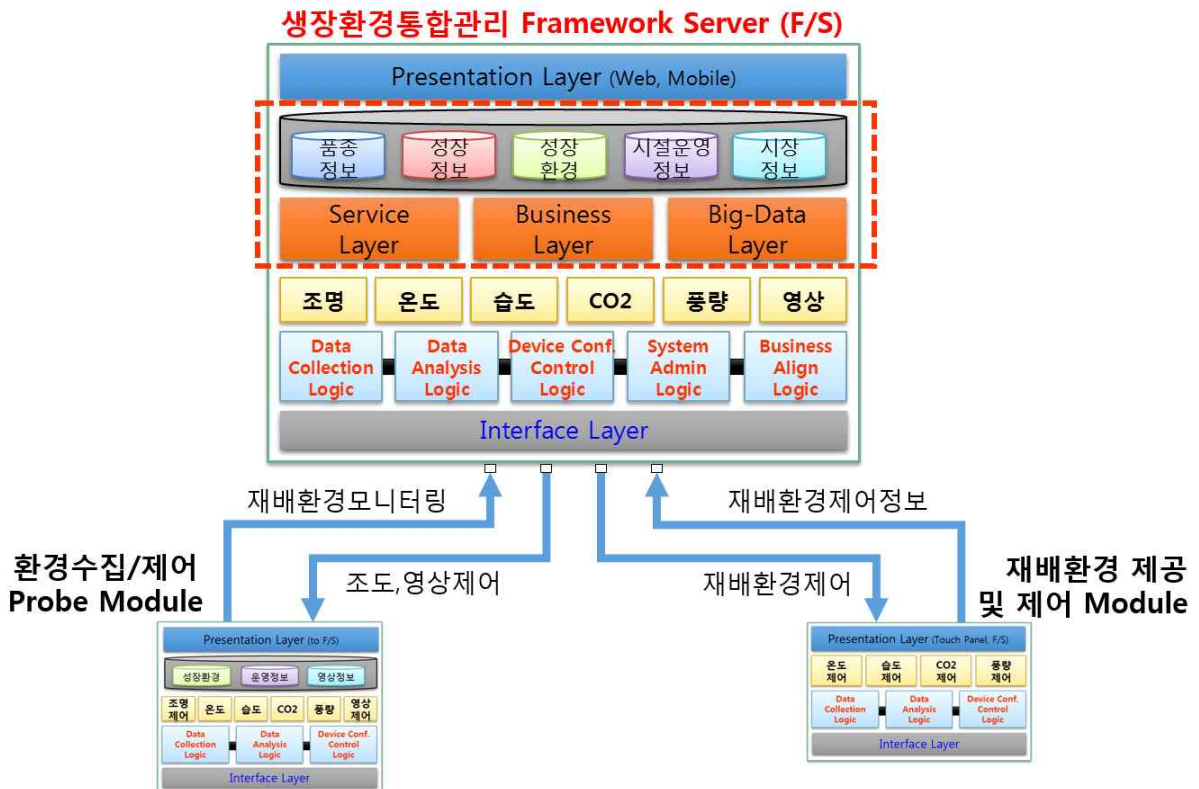 생장환경통합관리 Framework Server (F/S)
Presentation Layer (Web, Mobile)
품종
정보
성장
정보
성장
환경
시설운영
정보
시장
정보
Service
Layer
Business
Layer
Big-Data
Layer
조명
온도
습도
CO2
풍량
영상
Data
Collection
Logic
Data
Analysis
Logic
Device Conf.
Control
Logic
System
Admin
Logic
Business
Align
Logic
Interface Layer
재배환경모니터링
재배환경제어정보
환경수집/제어
Probe Module
조도,영상제어
재배환경제어
재배환경 제공
및 제어 Module
Presentation Layer (to F/S)
성장환경
운영정보
영상정보
조명
제어
온도
습도
CO2
풍량
영상
제어
Data
Collection
Logic
Data
Analysis
Logic
Device Conf.
Control
Logic
Interface Layer
Presentation Layer (Touch Panel, F/S)
온도
제어
습도
제어
CO2
제어
풍량
제어
Data
Collection
Logic
Data
Analysis
Logic
Device Conf.
Control
Logic
Interface Layer